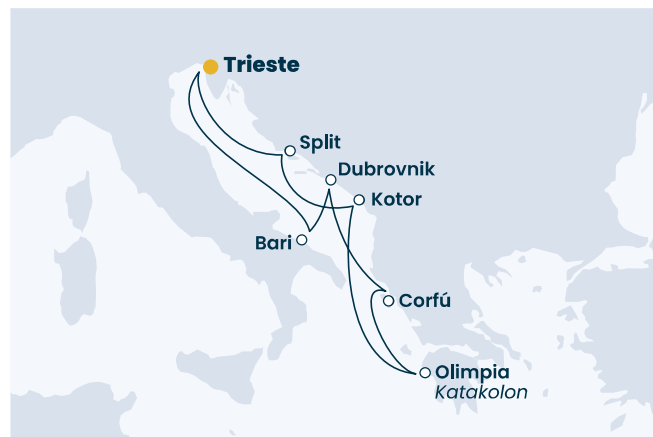 Trieste
Split
Dubrovnik
Kotor
Bari
Corfú
Olimpia
Katakolon